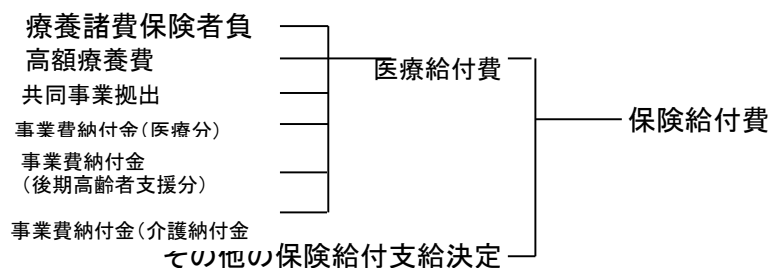 療養諸費保険者負
高額療養費
医療給付費
共同事業拠出
保険給付費
事業費納付金(医療分)
事業費納付金
(後期高齢者支援分)
事業費納付金(介護納付金
その他の保険給付支給決定